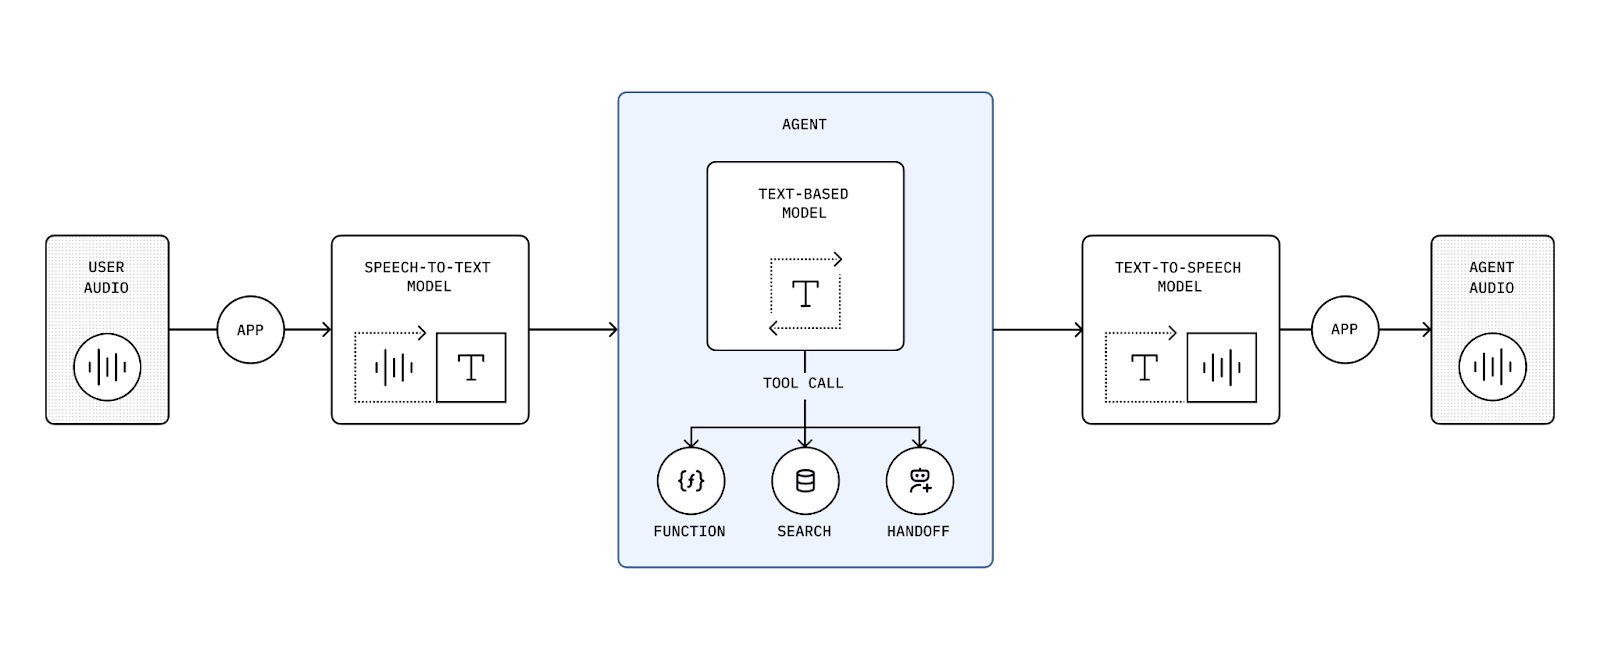 AGENT
TEXT-BASED
MODEL
USER
AUDIO
APP
SPEECH-TO-TEXT
MODEL
T
T
TOOL CALL
{f}
FUNCTION
SEARCH
HANDOFF
TEXT-TO-SPEECH
MODEL
T
APP
AGENT
AUDIO